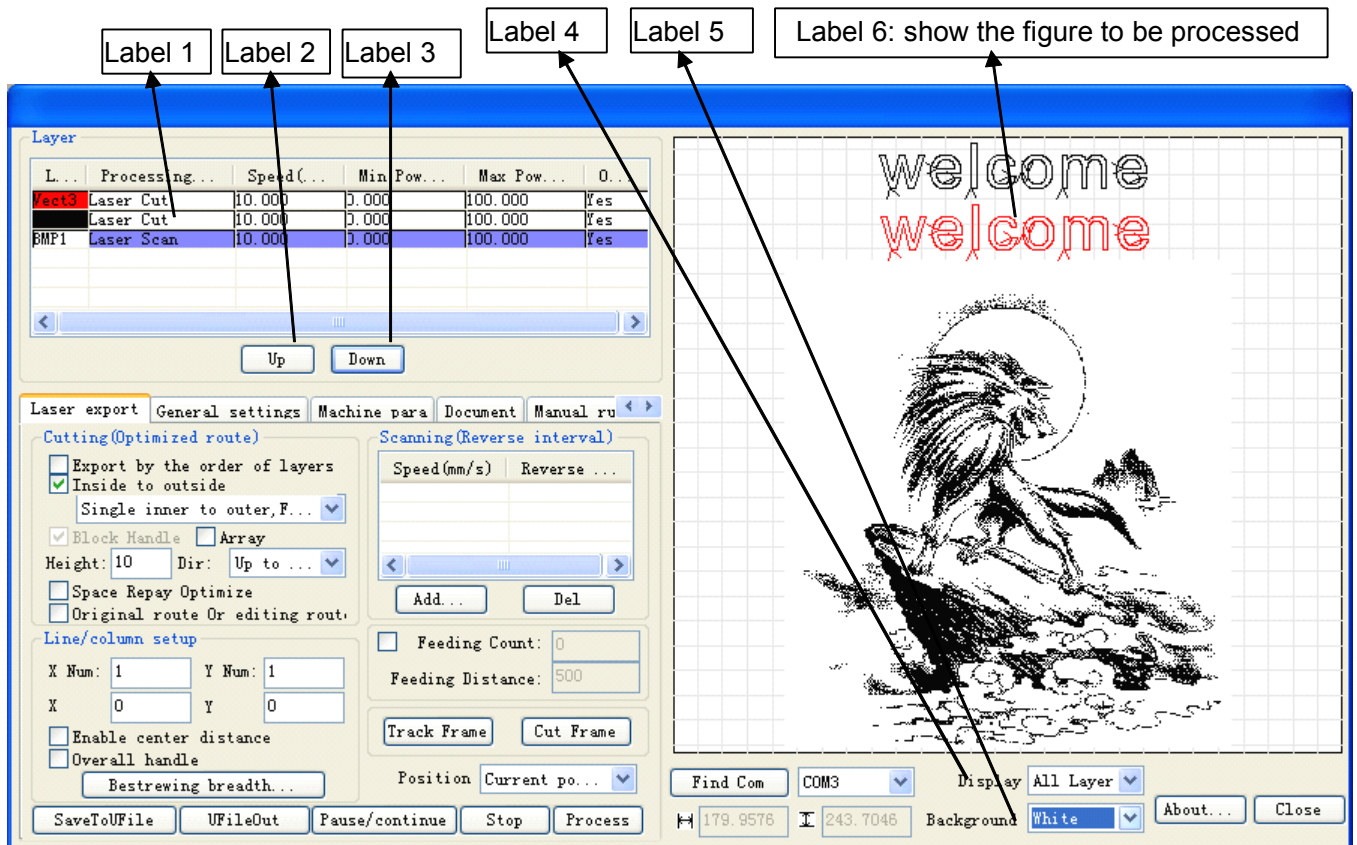 Label 1
Label 2
Label 3
Label 4
Label 5
Label 6: show the figure to be processed
Layer
L... Processing... Speed(... Min Pow... Max Pow... O...
Vect3 Laser Cut 10.000 0.000 100.000 Yes
Laser Cut 10.000 0.000 100.000 Yes
BMP1 Laser Scan 10.000 0.000 100.000 Yes
Up Down
Laser export General settings Machine para Document Manual ru
Cutting(Optimized route)
Export by the order of layers
Inside to outside
Single inner to outer,F...
Block Handle Array
Height: 10 Dir: Up to ...
Space Repay Optimize
Original route Or editing rout
Line/column setup
X Num: 1 Y Num: 1
X 0 Y 0
Enable center distance
Overall handle
Bestrewing breadth...
Scanning(Reverse interval)
Speed(mm/s) Reverse ...
Add... Del
Feeding Count: 0
Feeding Distance: 500
Track Frame Cut Frame
Position Current po...
SaveToUFile UFileOut Pause/continue Stop Process
welcome
welcome
Find Com COM3 Display All Layer
179.9576 243.7046 Background White About... Close